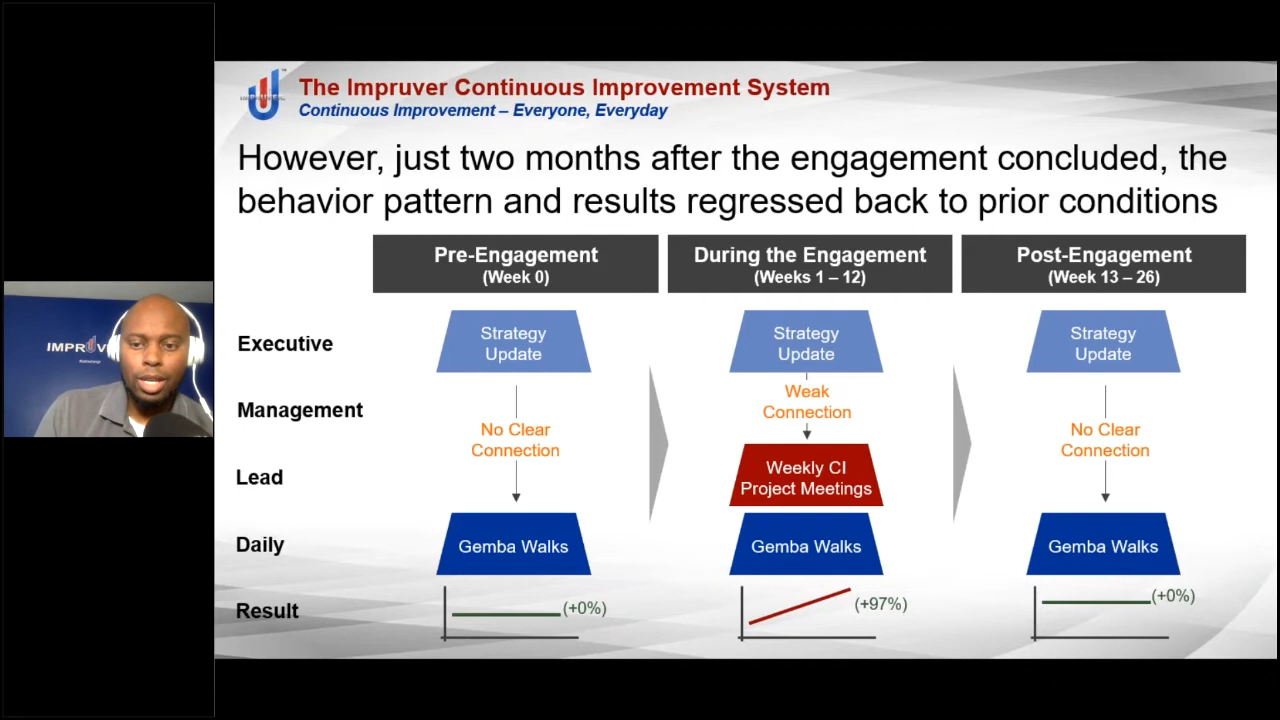 The Impruver Continuous Improvement System
Continuous Improvement – Everyone, Everyday
However, just two months after the engagement concluded, the
behavior pattern and results regressed back to prior conditions
Pre-Engagement
(Week 0)
During the Engagement
(Weeks 1 – 12)
Post-Engagement
(Week 13 – 26)
Executive
Strategy
Update
Strategy
Update
Strategy
Update
Management
No Clear
Connection
Weak
Connection
No Clear
Connection
Lead
Weekly CI
Project Meetings
Daily
Gemba Walks
Gemba Walks
Gemba Walks
Result
(+0%)
(+97%)
(+0%)